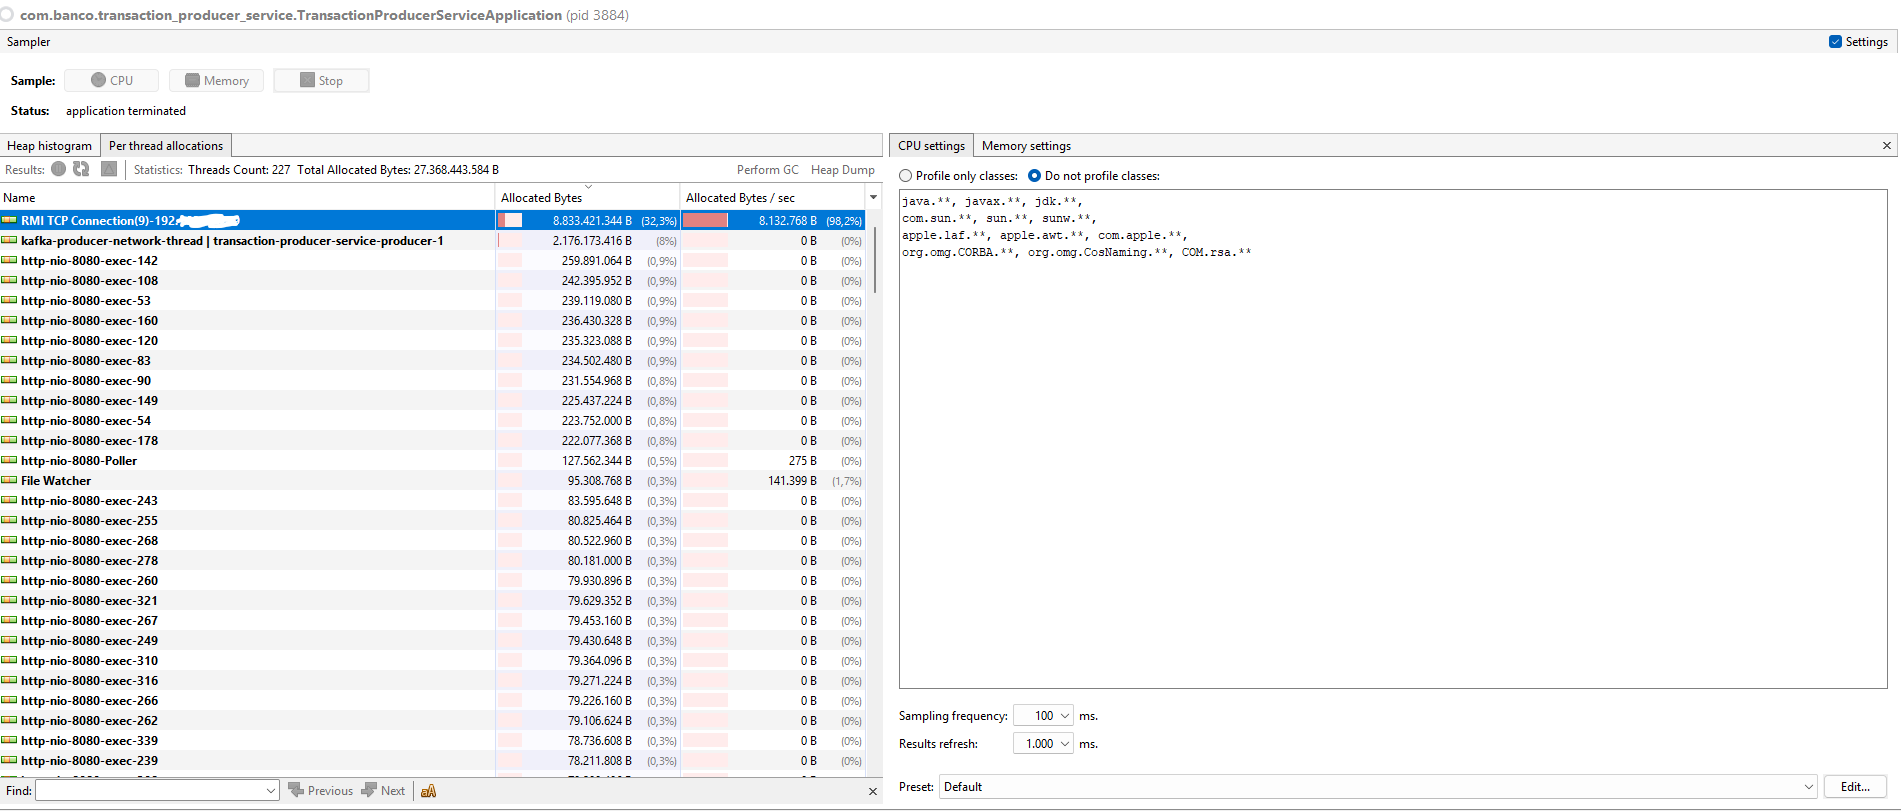 com.banco.transaction_producer_service.TransactionProducerServiceApplication (pid 3884)
Sampler
Settings
Sample: CPU Memory Stop
Status: application terminated
Heap histogram Per thread allocations
Results: Statistics: Threads Count: 227 Total Allocated Bytes: 27.368.443.584 B Perform GC Heap Dump
Name Allocated Bytes Allocated Bytes / sec
RMI TCP Connection(9)-192. 8.833.421.344 B (32,3%) 8.132.768 B (98,2%)
kafka-producer-network-thread | transaction-producer-service-producer-1 2.176.173.416 B (8%) 0 B (0%)
http-nio-8080-exec-142 259.891.064 B (0,9%) 0 B (0%)
http-nio-8080-exec-108 242.395.952 B (0,9%) 0 B (0%)
http-nio-8080-exec-53 239.119.080 B (0,9%) 0 B (0%)
http-nio-8080-exec-160 236.430.328 B (0,9%) 0 B (0%)
http-nio-8080-exec-120 235.323.088 B (0,9%) 0 B (0%)
http-nio-8080-exec-83 234.502.480 B (0,9%) 0 B (0%)
http-nio-8080-exec-90 231.554.968 B (0,8%) 0 B (0%)
http-nio-8080-exec-149 225.437.224 B (0,8%) 0 B (0%)
http-nio-8080-exec-54 223.752.000 B (0,8%) 0 B (0%)
http-nio-8080-exec-178 222.077.368 B (0,8%) 0 B (0%)
http-nio-8080-Poller 127.562.344 B (0,5%) 275 B (0%)
File Watcher 95.308.768 B (0,3%) 141.399 B (1,7%)
http-nio-8080-exec-243 83.595.648 B (0,3%) 0 B (0%)
http-nio-8080-exec-255 80.825.464 B (0,3%) 0 B (0%)
http-nio-8080-exec-268 80.522.960 B (0,3%) 0 B (0%)
http-nio-8080-exec-278 80.181.000 B (0,3%) 0 B (0%)
http-nio-8080-exec-260 79.930.896 B (0,3%) 0 B (0%)
http-nio-8080-exec-321 79.629.352 B (0,3%) 0 B (0%)
http-nio-8080-exec-267 79.453.160 B (0,3%) 0 B (0%)
http-nio-8080-exec-249 79.430.648 B (0,3%) 0 B (0%)
http-nio-8080-exec-310 79.364.096 B (0,3%) 0 B (0%)
http-nio-8080-exec-316 79.271.224 B (0,3%) 0 B (0%)
http-nio-8080-exec-266 79.226.160 B (0,3%) 0 B (0%)
http-nio-8080-exec-262 79.106.624 B (0,3%) 0 B (0%)
http-nio-8080-exec-339 78.736.608 B (0,3%) 0 B (0%)
http-nio-8080-exec-239 78.211.808 B (0,3%) 0 B (0%)
Find: Previous Next aA
CPU settings Memory settings
Profile only classes: Do not profile classes:
java.**, javax.**, jdk.**,
com.sun.**, sun.**, sunw.**,
apple.laf.**, apple.awt.**, com.apple.**,
org.omg.CORBA.**, org.omg.CosNaming.**, COM.rsa.**
Sampling frequency: 100 ms.
Results refresh: 1.000 ms.
Preset: Default Edit...